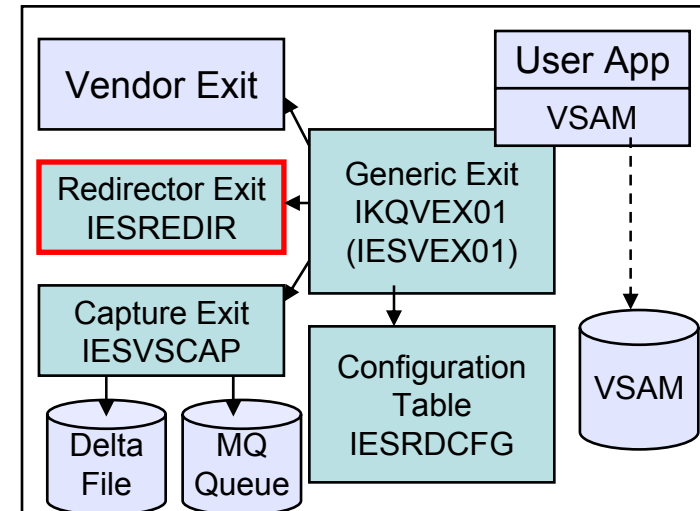 Vendor Exit
User App
VSAM
Generic Exit
IKQVEX01
(IESVEX01)
Redirector Exit
IESREDIR
Capture Exit
IESVSCAP
Configuration
Table
IESRDCFG
VSAM
Delta
File
MQ
Queue